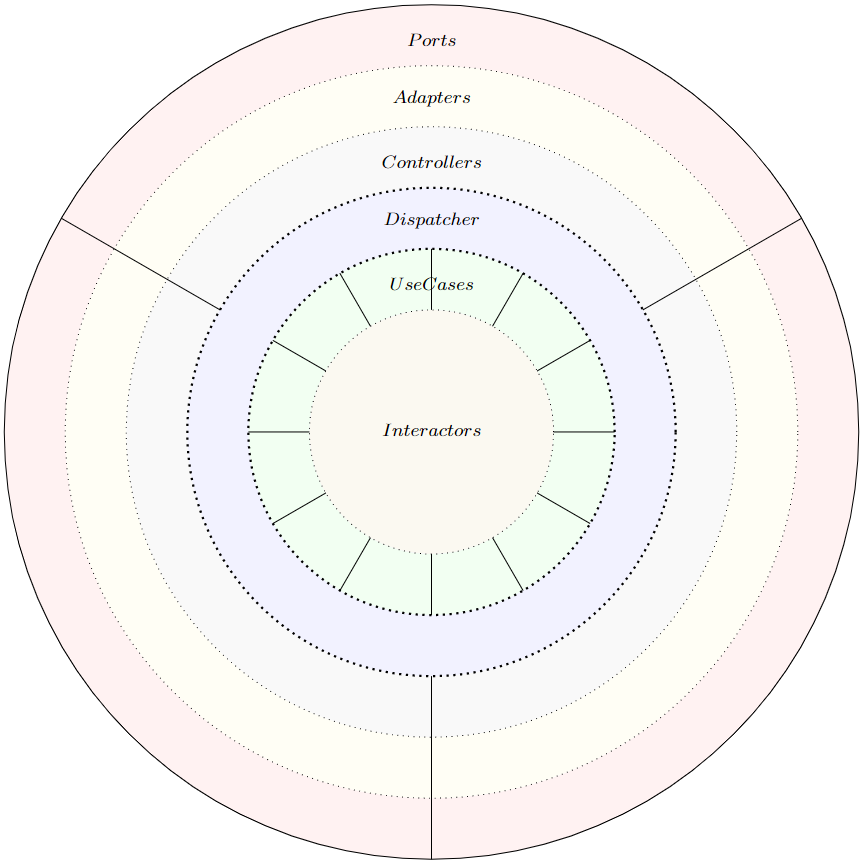 Ports
Adapters
Controllers
Dispatcher
UseCases
Interactors